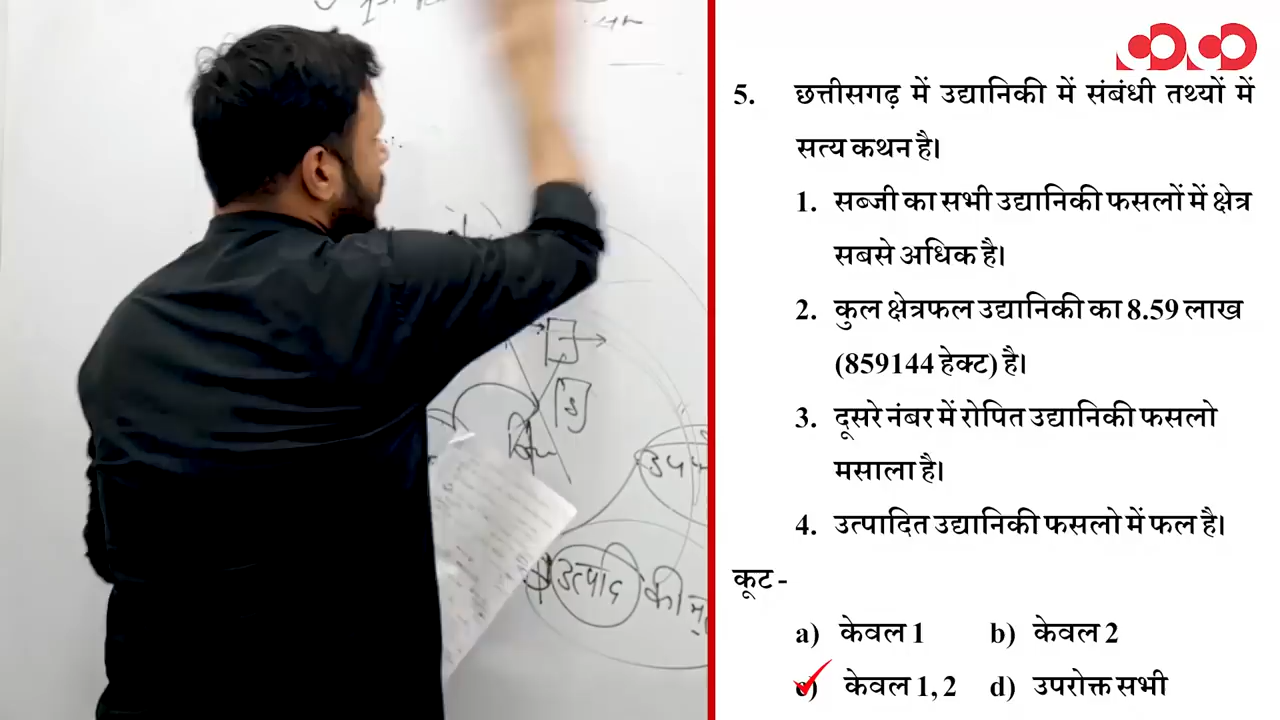 5. छत्तीसगढ़ में उद्यानिकी में संबंधी तथ्यों में
सत्य कथन है।
1. सब्जी का सभी उद्यानिकी फसलों में क्षेत्र
सबसे अधिक है।
2. कुल क्षेत्रफल उद्यानिकी का 8.59 लाख
(859144 हेक्ट) है।
3. दूसरे नंबर में रोपित उद्यानिकी फसलो
मसाला है।
4. उत्पादित उद्यानिकी फसलो में फल है।
कूट -
a) केवल 1 b) केवल 2
c) केवल 1, 2 d) उपरोक्त सभी
उत्पाद की